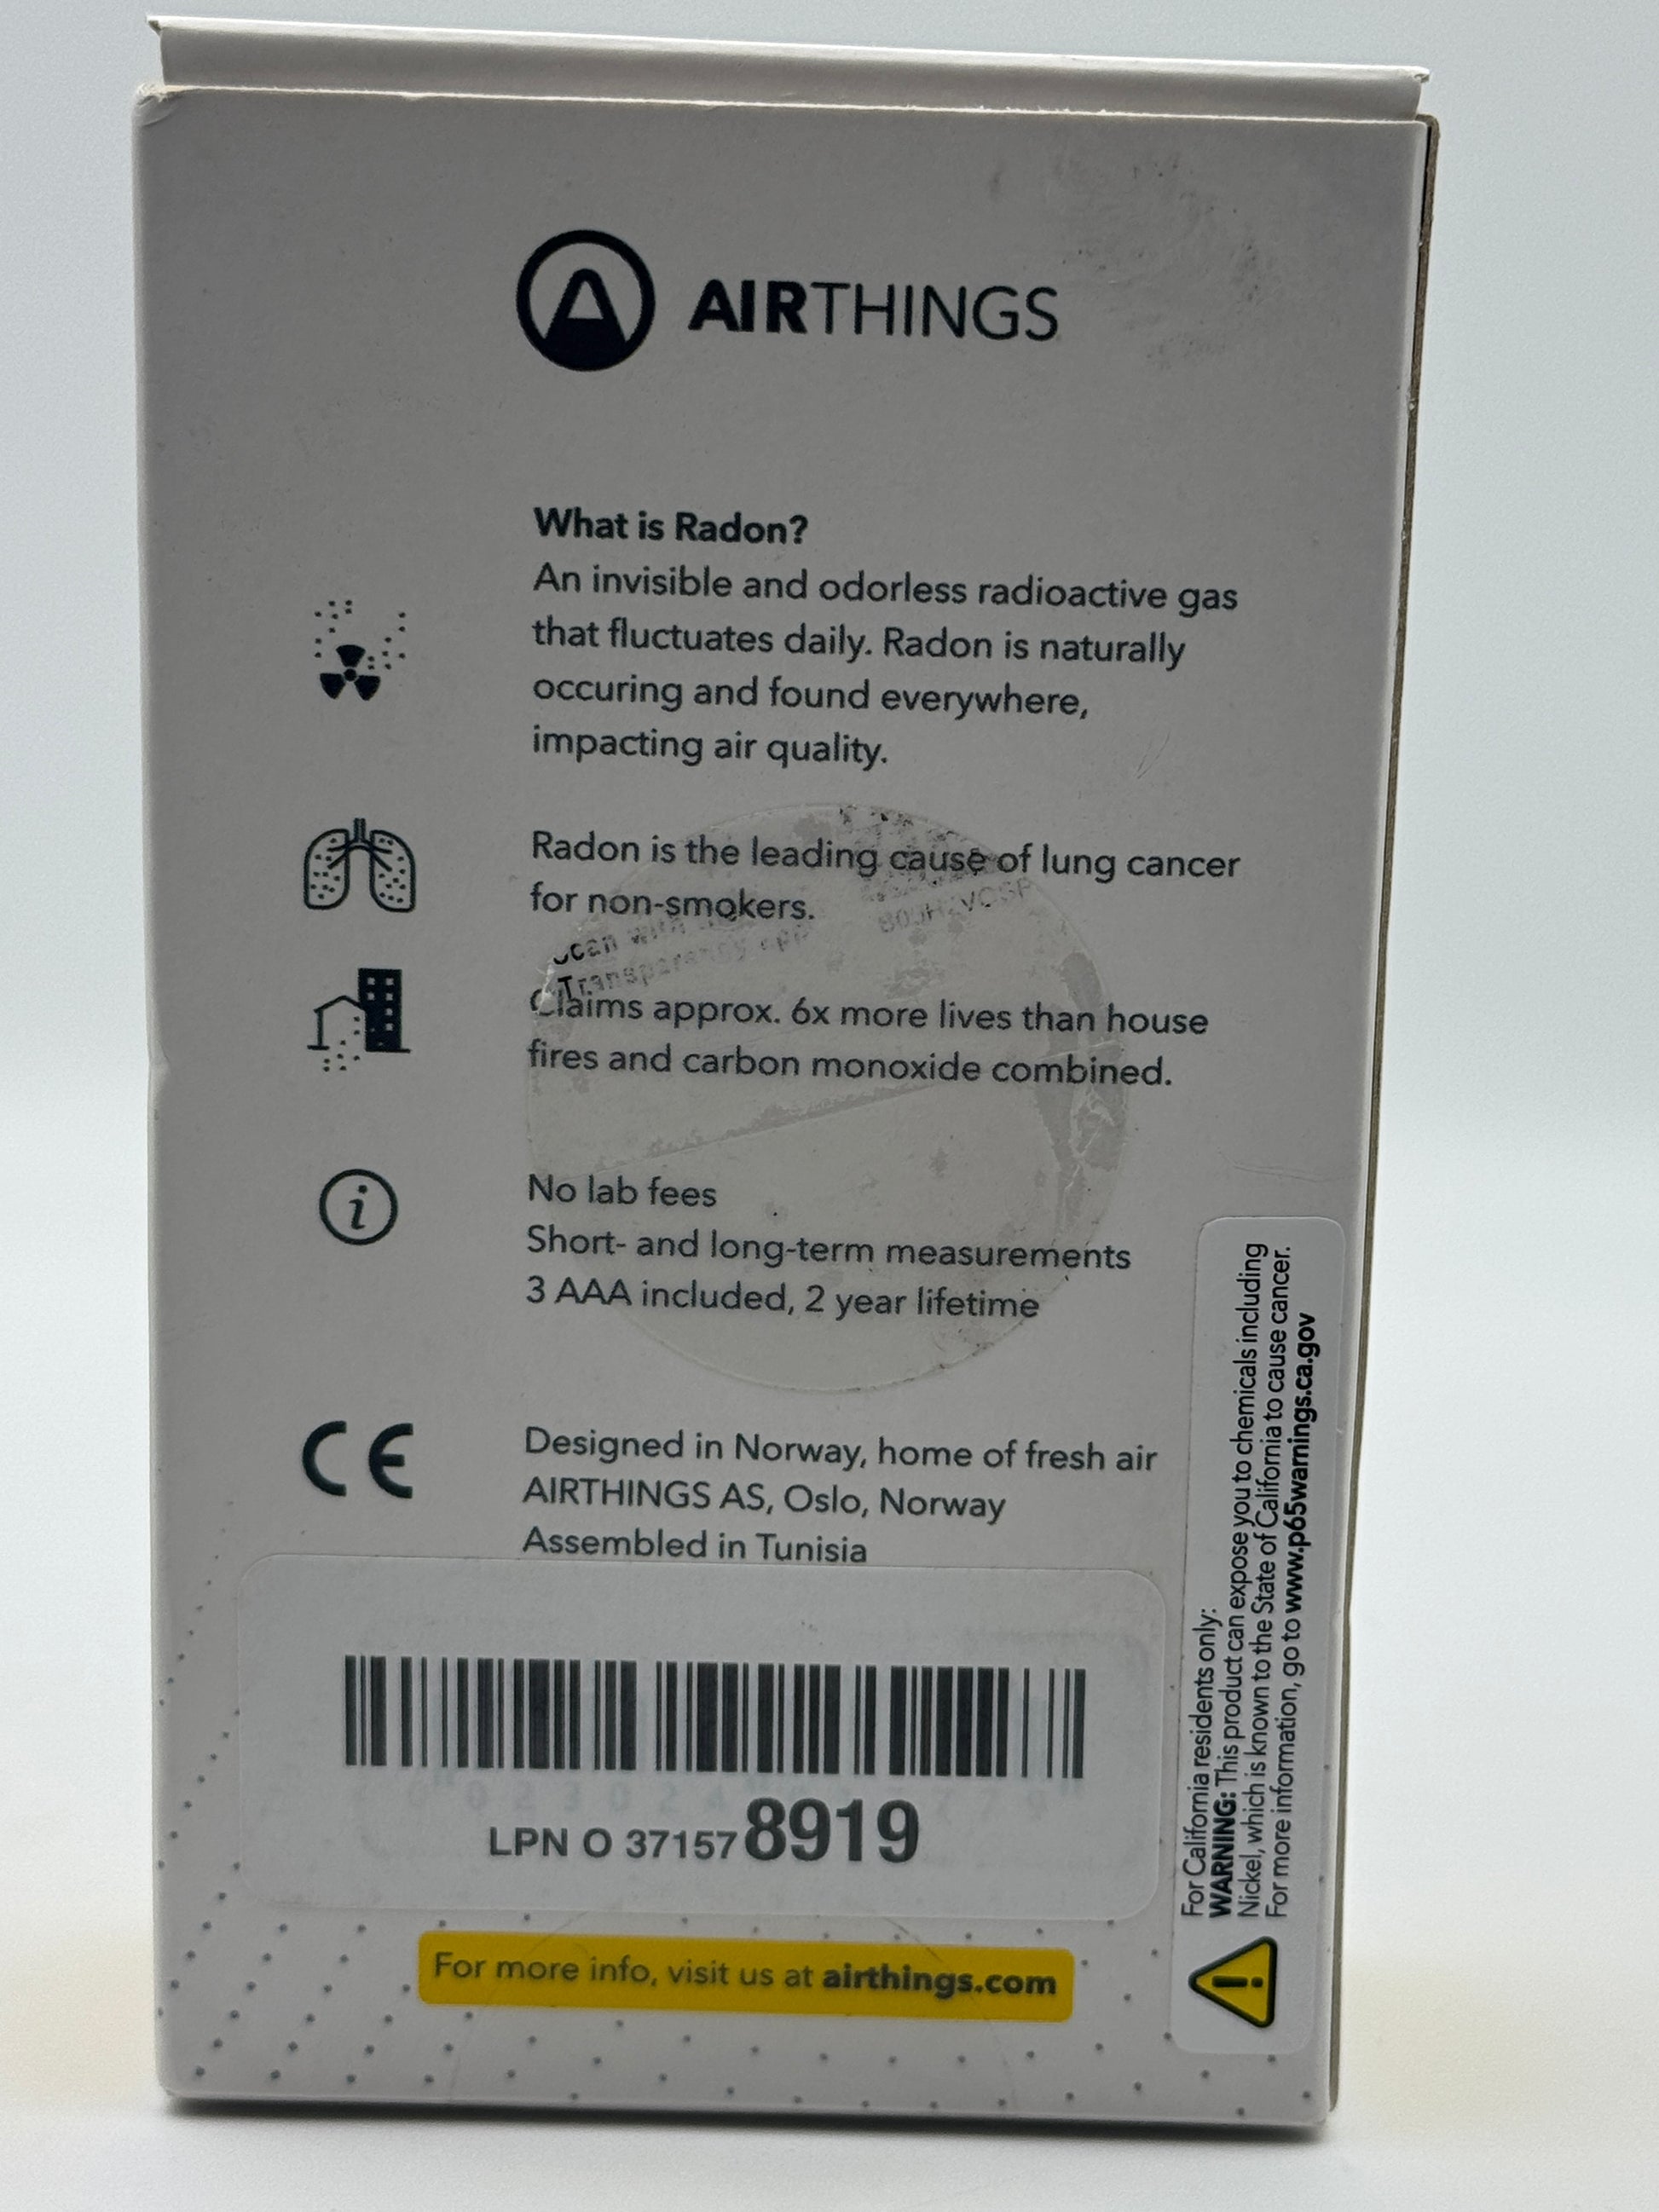 AIRTHINGS
What is Radon?
An invisible and odorless radioactive gas
that fluctuates daily. Radon is naturally
occuring and found everywhere,
impacting air quality.
Radon is the leading cause of lung cancer
for non-smokers.
Scan with
Transparency app
Claims approx. 6x more lives than house
fires and carbon monoxide combined.
No lab fees
Short- and long-term measurements
3 AAA included, 2 year lifetime
CE
Designed in Norway, home of fresh air
AIRTHINGS AS, Oslo, Norway
Assembled in Tunisia
LPN O 371578919
For more info, visit us at airthings.com
For California residents only:
WARNING: This product can expose you to chemicals including
Nickel, which is known to the State of California to cause cancer.
For more information, go to www.p65warnings.ca.gov